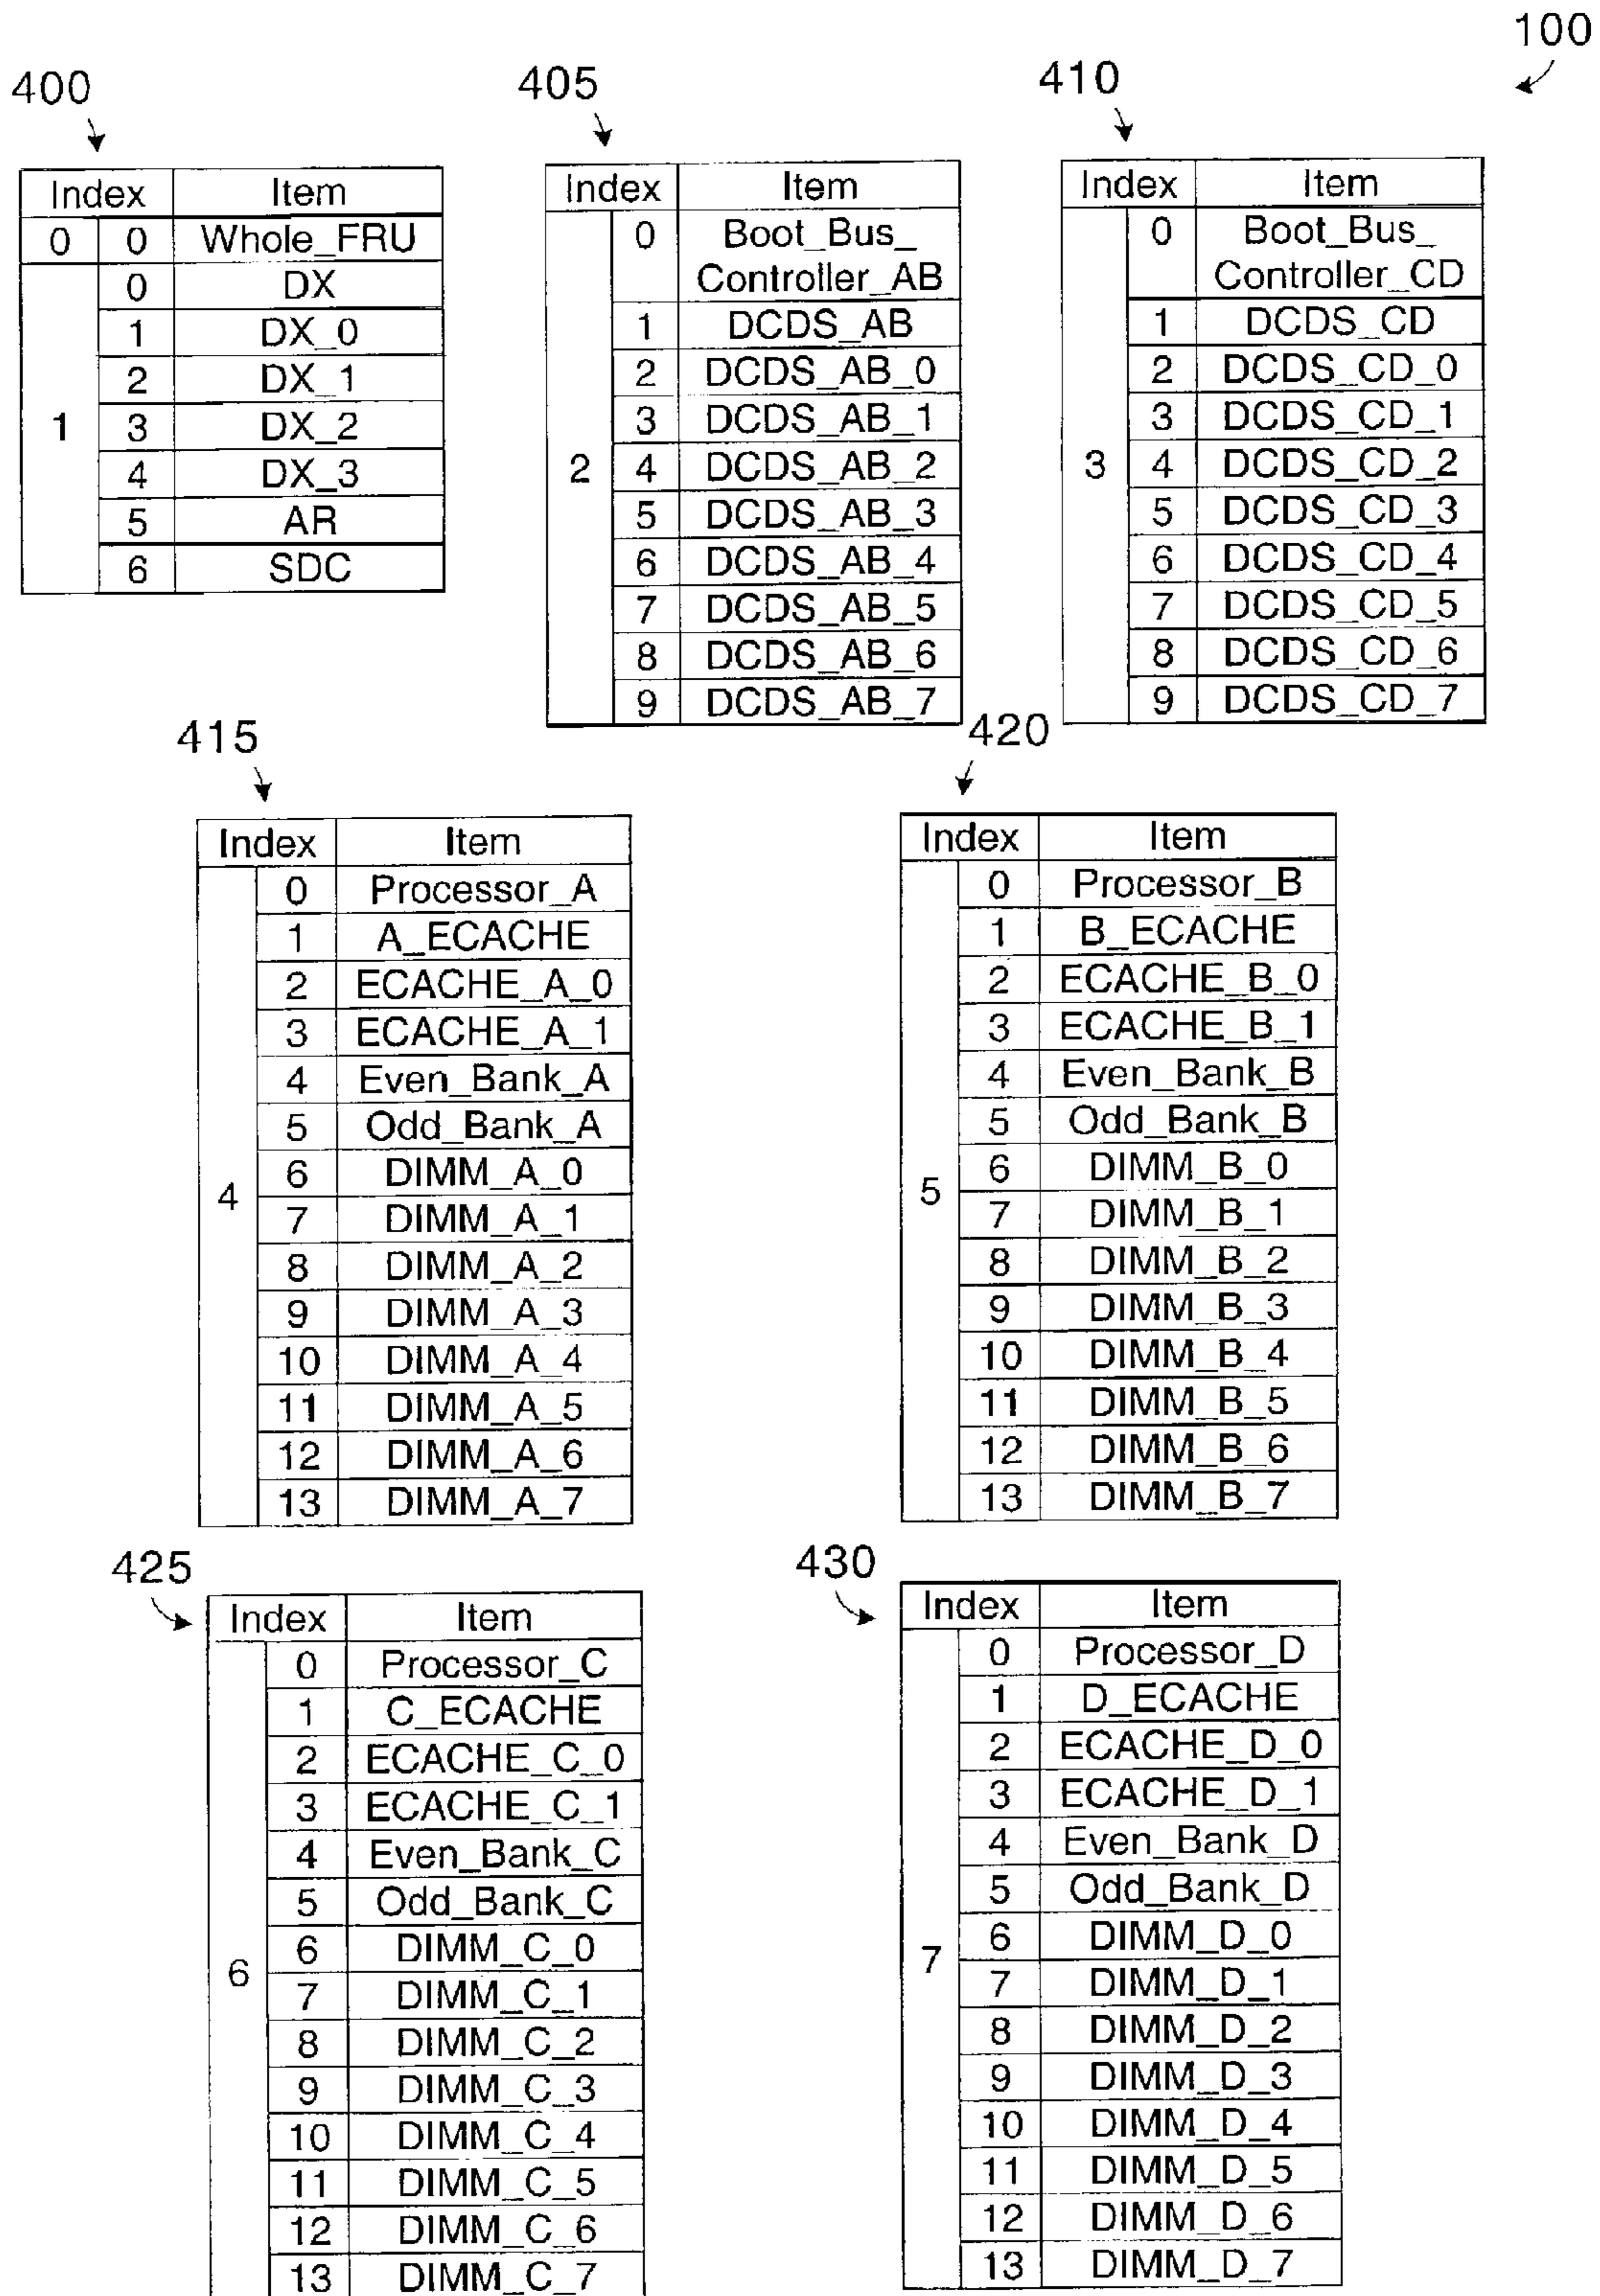 100
400
Index Item
0 0 Whole_FRU
1
0 DX
1 DX_0
2 DX_1
3 DX_2
4 DX_3
5 AR
6 SDC
405
Index Item
2
0 Boot_Bus_
Controller_AB
1 DCDS_AB
2 DCDS_AB_0
3 DCDS_AB_1
4 DCDS_AB_2
5 DCDS_AB_3
6 DCDS_AB_4
7 DCDS_AB_5
8 DCDS_AB_6
9 DCDS_AB_7
410
Index Item
3
0 Boot_Bus_
Controller_CD
1 DCDS_CD
2 DCDS_CD_0
3 DCDS_CD_1
4 DCDS_CD_2
5 DCDS_CD_3
6 DCDS_CD_4
7 DCDS_CD_5
8 DCDS_CD_6
9 DCDS_CD_7
415
Index Item
4
0 Processor_A
1 A_ECACHE
2 ECACHE_A_0
3 ECACHE_A_1
4 Even_Bank_A
5 Odd_Bank_A
6 DIMM_A_0
7 DIMM_A_1
8 DIMM_A_2
9 DIMM_A_3
10 DIMM_A_4
11 DIMM_A_5
12 DIMM_A_6
13 DIMM_A_7
420
Index Item
5
0 Processor_B
1 B_ECACHE
2 ECACHE_B_0
3 ECACHE_B_1
4 Even_Bank_B
5 Odd_Bank_B
6 DIMM_B_0
7 DIMM_B_1
8 DIMM_B_2
9 DIMM_B_3
10 DIMM_B_4
11 DIMM_B_5
12 DIMM_B_6
13 DIMM_B_7
425
Index Item
6
0 Processor_C
1 C_ECACHE
2 ECACHE_C_0
3 ECACHE_C_1
4 Even_Bank_C
5 Odd_Bank_C
6 DIMM_C_0
7 DIMM_C_1
8 DIMM_C_2
9 DIMM_C_3
10 DIMM_C_4
11 DIMM_C_5
12 DIMM_C_6
13 DIMM_C_7
430
Index Item
7
0 Processor_D
1 D_ECACHE
2 ECACHE_D_0
3 ECACHE_D_1
4 Even_Bank_D
5 Odd_Bank_D
6 DIMM_D_0
7 DIMM_D_1
8 DIMM_D_2
9 DIMM_D_3
10 DIMM_D_4
11 DIMM_D_5
12 DIMM_D_6
13 DIMM_D_7